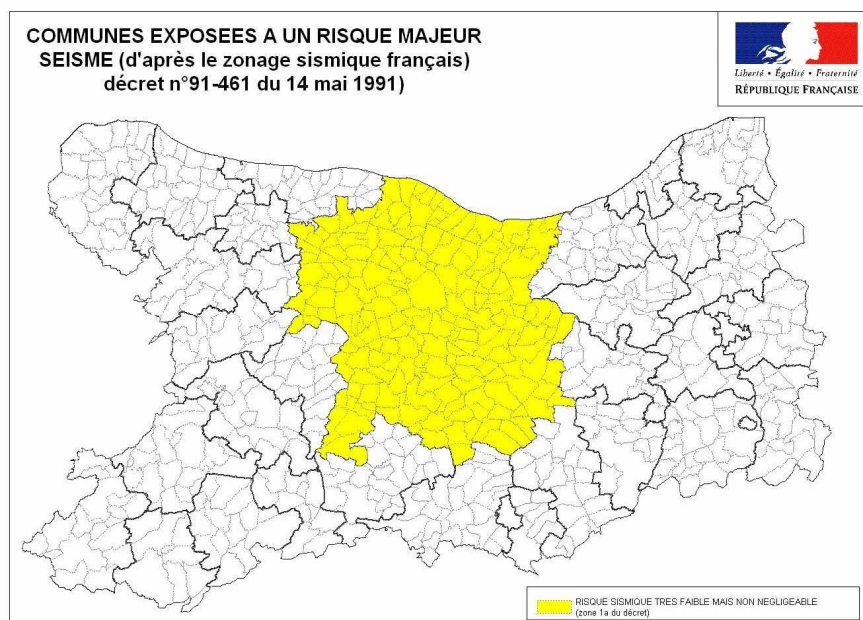 COMMUNES EXPOSEES A UN RISQUE MAJEUR
SEISME (d'après le zonage sismique français)
décret n°91-461 du 14 mai 1991)
Liberté • Égalité • Fraternité
RÉPUBLIQUE FRANÇAISE
RISQUE SISMIQUE TRES FAIBLE MAIS NON NEGLIGEABLE
(zone 1a du décret)